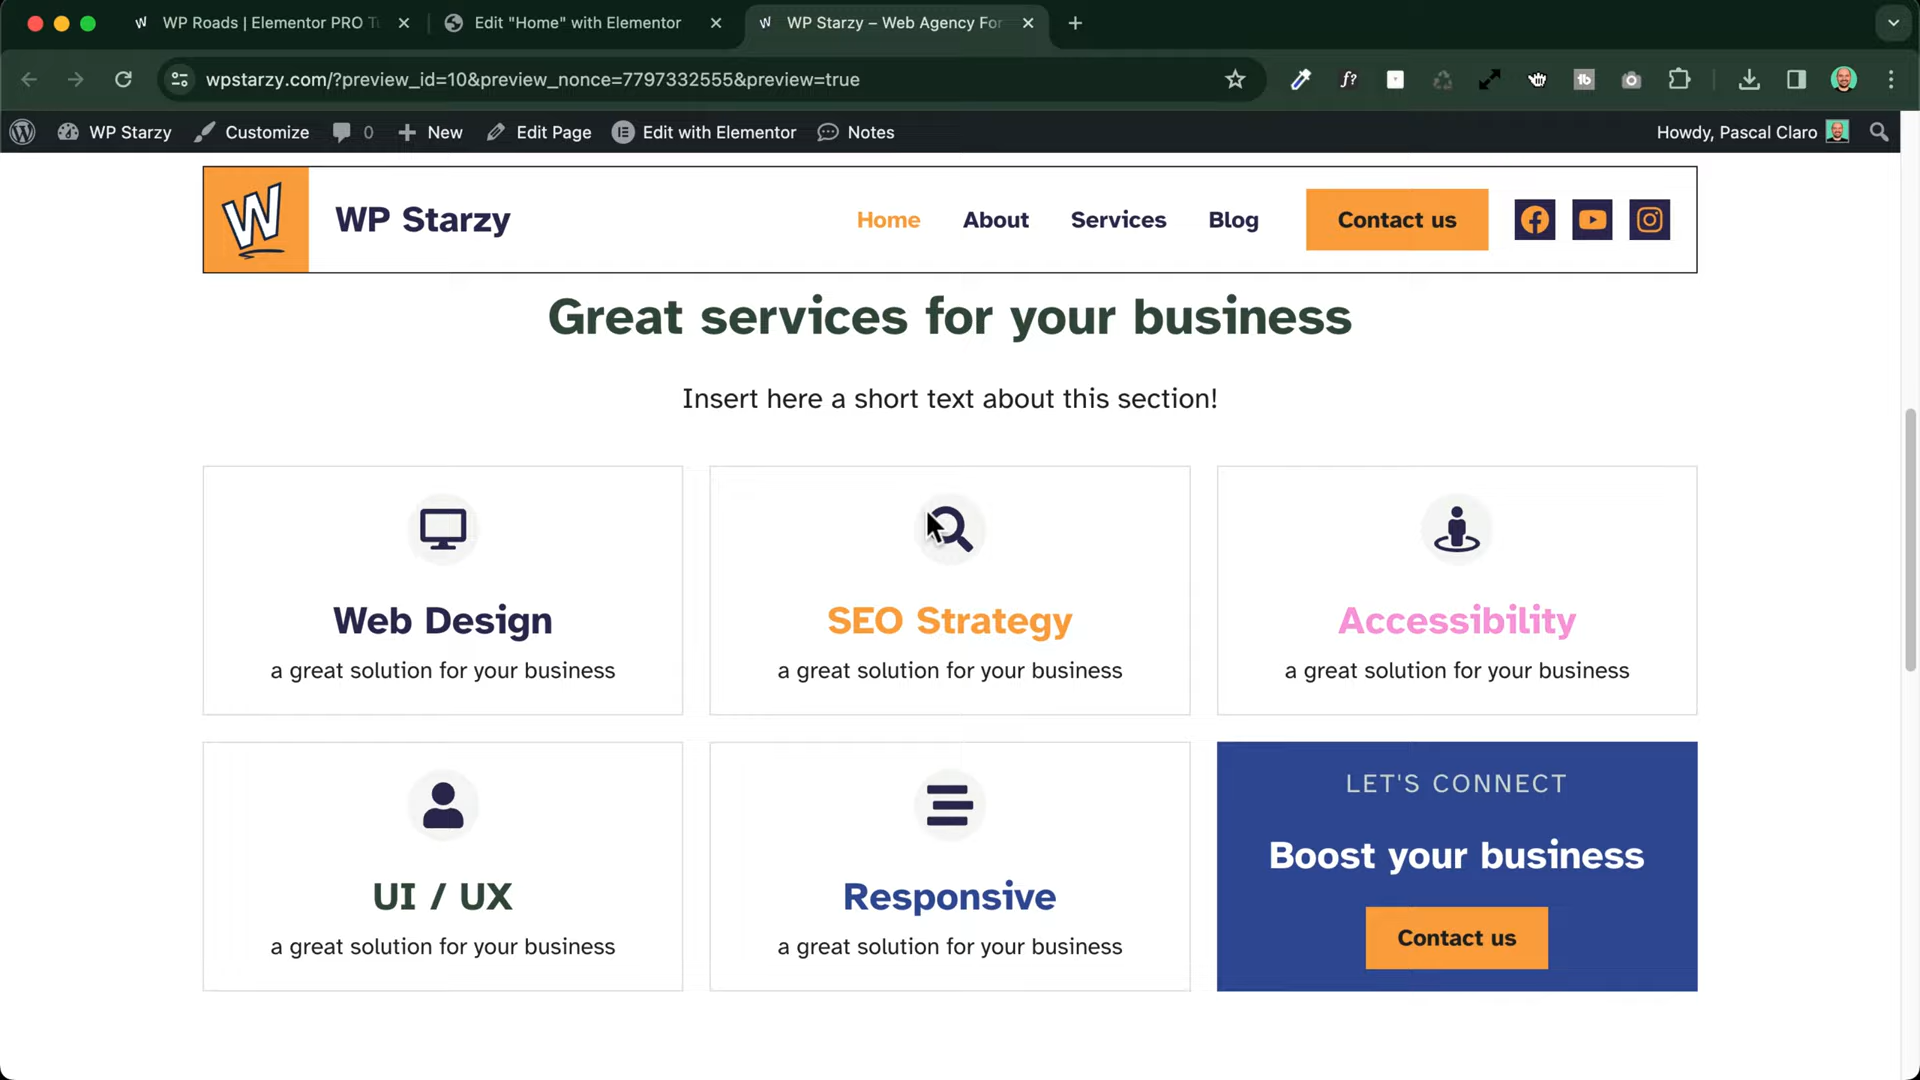 WP Roads | Elementor PRO T
Edit "Home" with Elementor
WP Starzy – Web Agency For
wpstarzy.com/?preview_id=10&preview_nonce=7797332555&preview=true
f?
tb
WP Starzy
Customize
0
New
Edit Page
Edit with Elementor
Notes
Howdy, Pascal Claro
W
WP Starzy
Home
About
Services
Blog
Contact us
Great services for your business
Insert here a short text about this section!
Web Design
a great solution for your business
SEO Strategy
a great solution for your business
Accessibility
a great solution for your business
UI / UX
a great solution for your business
Responsive
a great solution for your business
LET'S CONNECT
Boost your business
Contact us